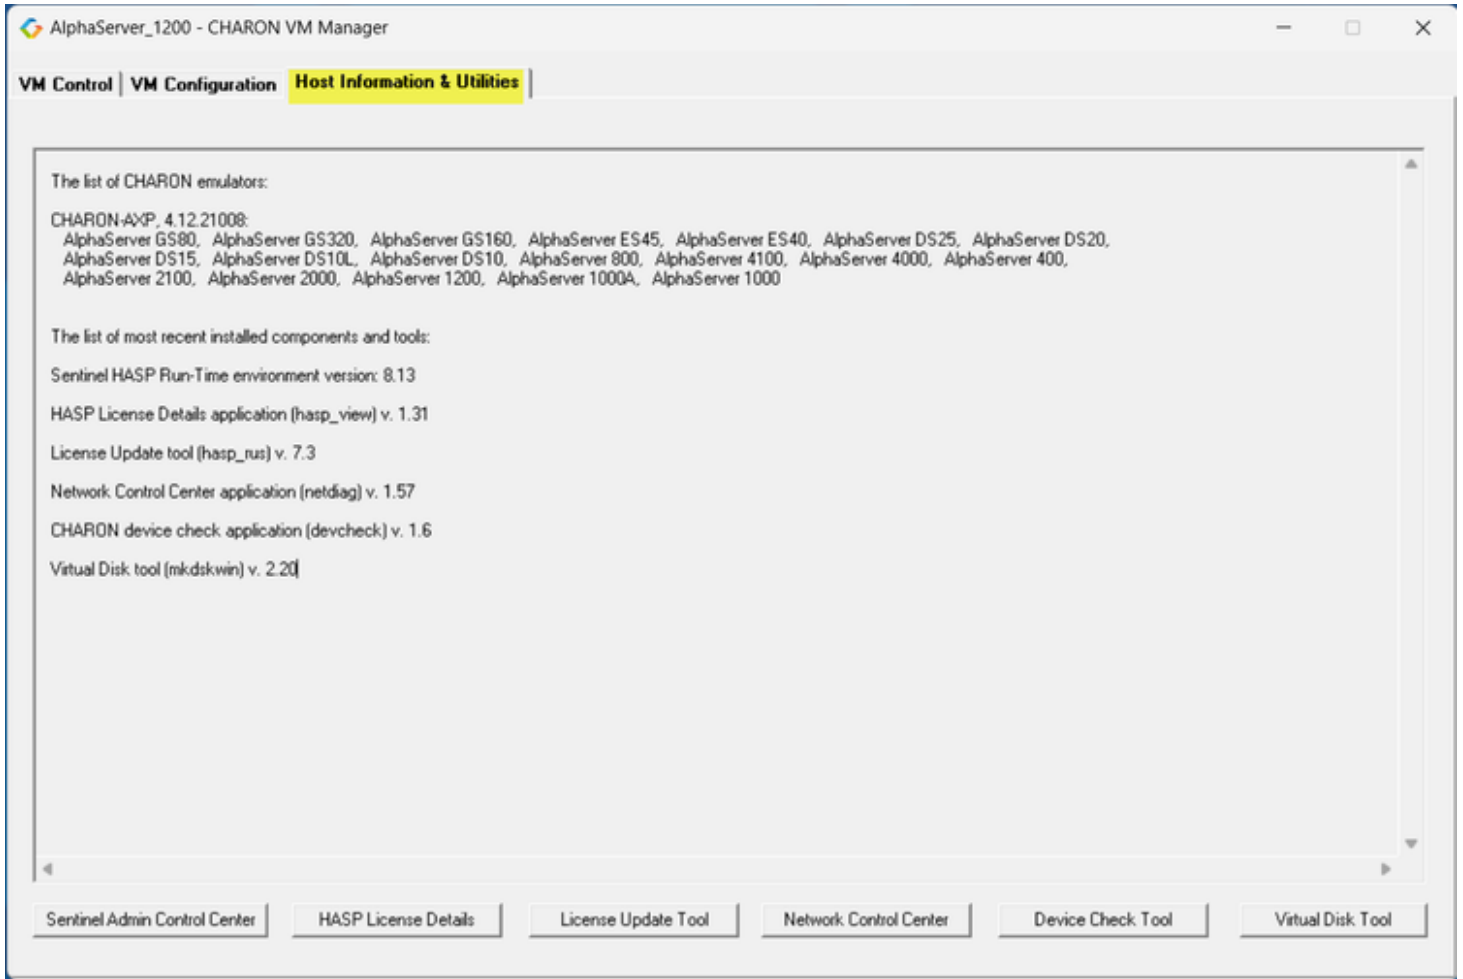 AlphaServer_1200 - CHARON VM Manager
VM Control VM Configuration Host Information & Utilities
The list of CHARON emulators:
CHARON-AXP, 4.12.21008:
AlphaServer GS80, AlphaServer GS320, AlphaServer GS160, AlphaServer ES45, AlphaServer ES40, AlphaServer DS25, AlphaServer DS20,
AlphaServer DS15, AlphaServer DS10L, AlphaServer DS10, AlphaServer 800, AlphaServer 4100, AlphaServer 4000, AlphaServer 400,
AlphaServer 2100, AlphaServer 2000, AlphaServer 1200, AlphaServer 1000A, AlphaServer 1000
The list of most recent installed components and tools:
Sentinel HASP Run-Time environment version: 8.13
HASP License Details application (hasp_view) v. 1.31
License Update tool (hasp_rus) v. 7.3
Network Control Center application (netdiag) v. 1.57
CHARON device check application (devcheck) v. 1.6
Virtual Disk tool (mkdskwin) v. 2.20
Sentinel Admin Control Center HASP License Details License Update Tool Network Control Center Device Check Tool Virtual Disk Tool